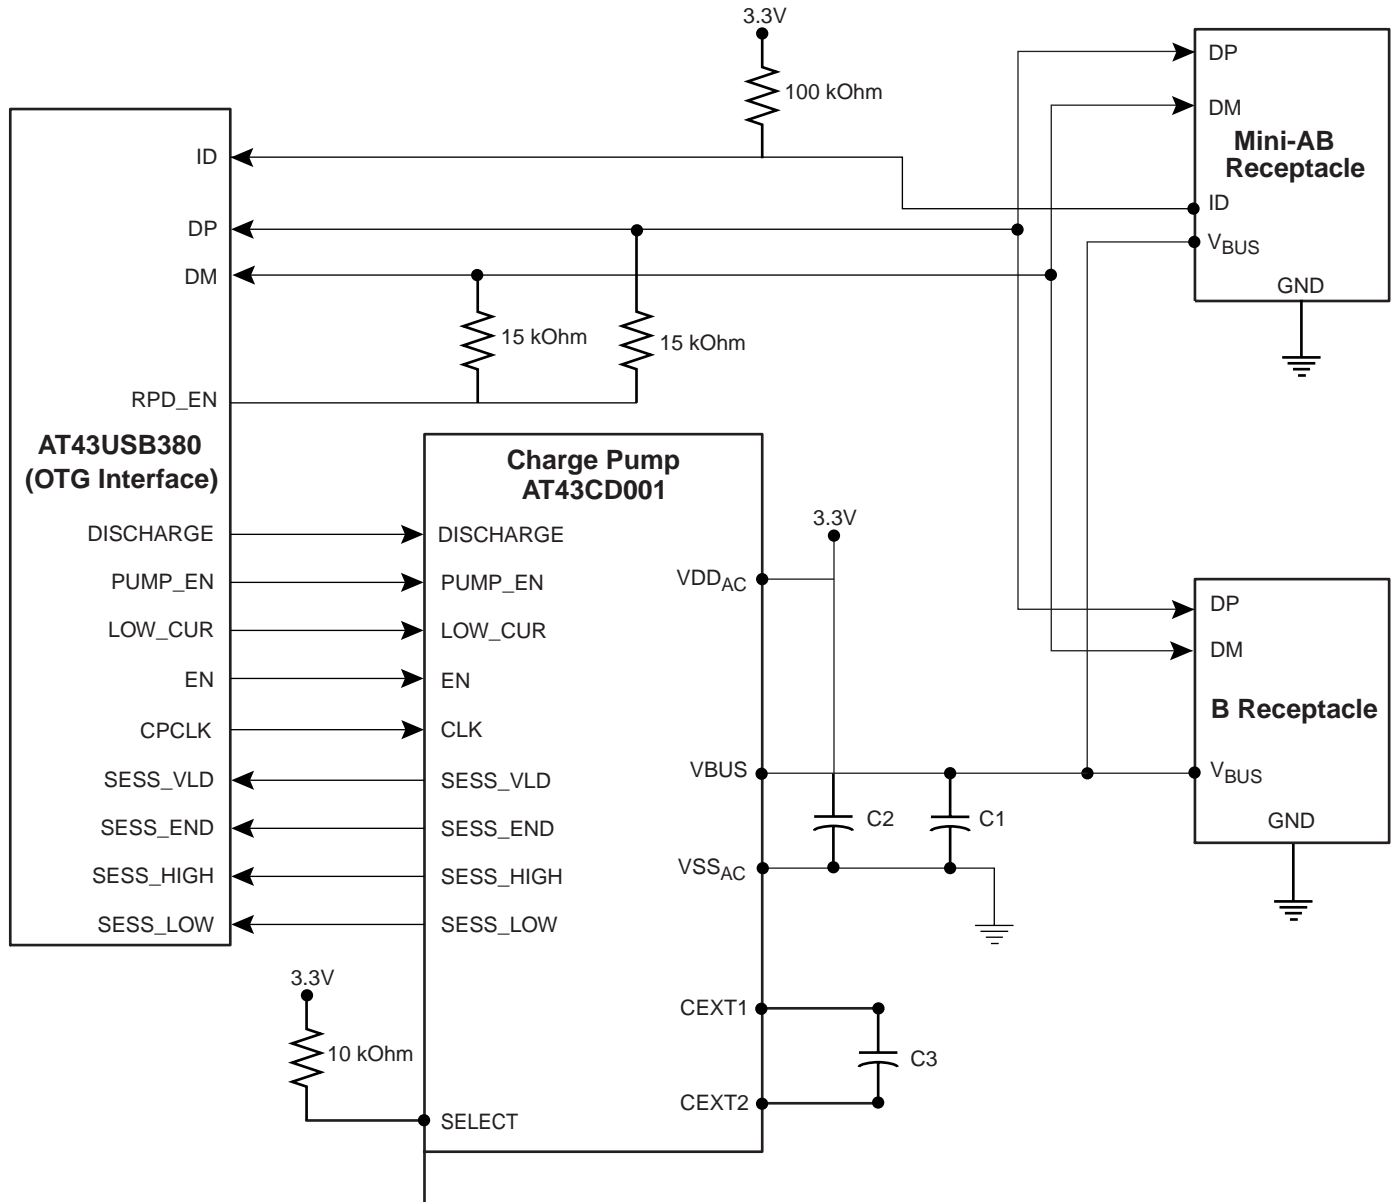 3.3V
100 kOhm
DP
DM
Mini-AB
Receptacle
ID
VBUS
GND
ID
DP
DM
15 kOhm
15 kOhm
RPD_EN
AT43USB380
(OTG Interface)
DISCHARGE
PUMP_EN
LOW_CUR
EN
CPCLK
SESS_VLD
SESS_END
SESS_HIGH
SESS_LOW
Charge Pump
AT43CD001
DISCHARGE
PUMP_EN
LOW_CUR
EN
CLK
SESS_VLD
SESS_END
SESS_HIGH
SESS_LOW
3.3V
VDDAC
VBUS
C2
C1
VSSAC
DP
DM
B Receptacle
VBUS
GND
3.3V
10 kOhm
SELECT
CEXT1
C3
CEXT2